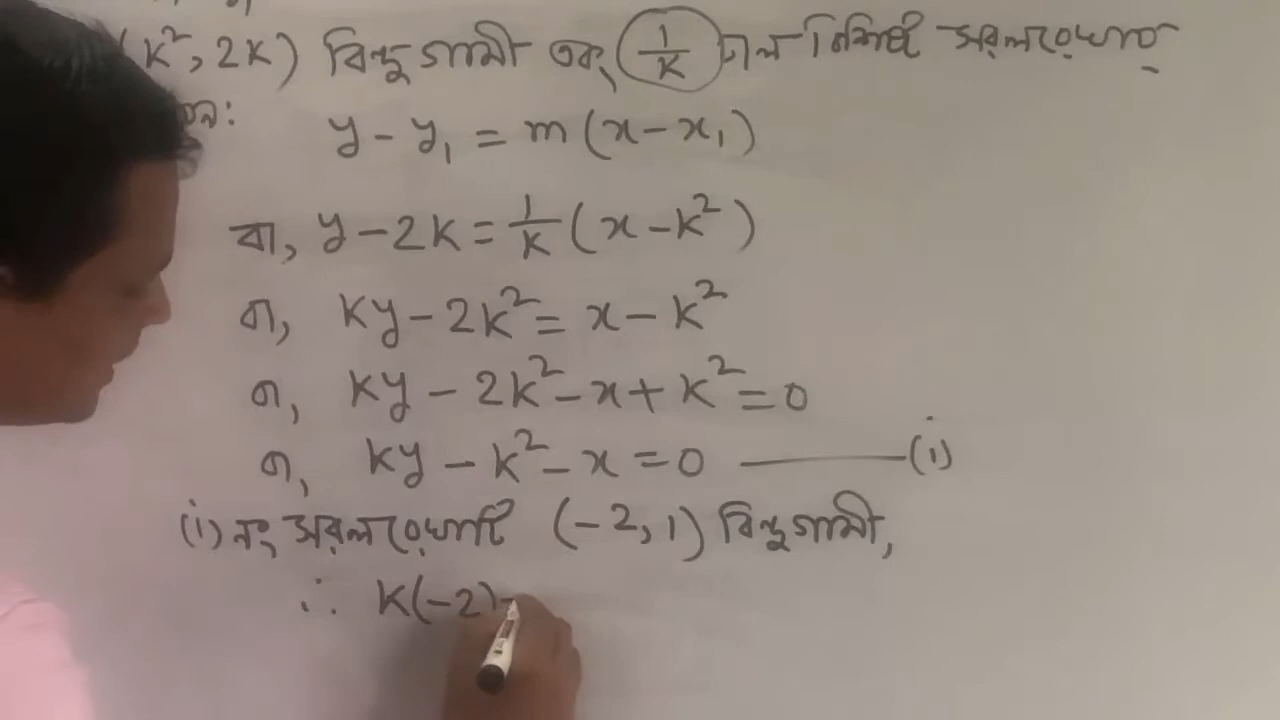 (k², 2k) বিন্দুগামী এবং 1/k ঢাল বিশিষ্ট সরলরেখার
y - y₁ = m(x - x₁)
বা, y - 2k = 1/k (x - k²)
বা, ky - 2k² = x - k²
বা, ky - 2k² - x + k² = 0
বা, ky - k² - x = 0 ——— (i)
(i) নং সরলরেখাটি (-2, 1) বিন্দুগামী,
∴ k(-2)-